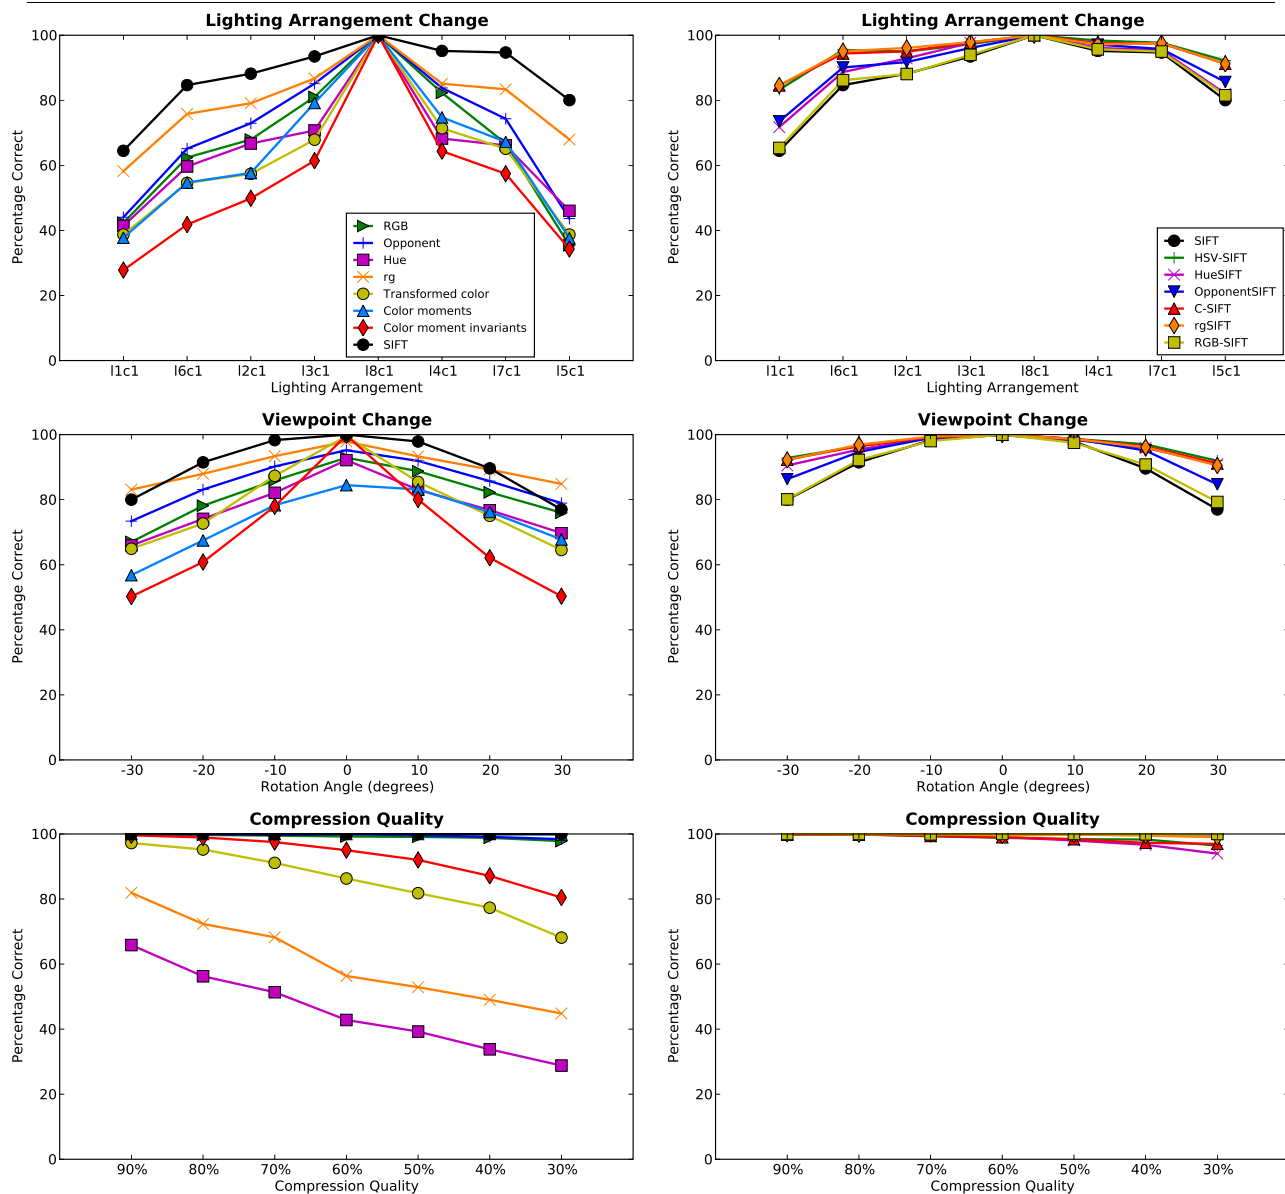 Lighting Arrangement Change
100
80
60
40
20
0
Percentage Correct
RGB
Opponent
Hue
rg
Transformed color
Color moments
Color moment invariants
SIFT
l1c1 l6c1 l2c1 l3c1 l8c1 l4c1 l7c1 l5c1
Lighting Arrangement
Lighting Arrangement Change
100
80
60
40
20
0
Percentage Correct
SIFT
HSV-SIFT
HueSIFT
OpponentSIFT
C-SIFT
rgSIFT
RGB-SIFT
l1c1 l6c1 l2c1 l3c1 l8c1 l4c1 l7c1 l5c1
Lighting Arrangement
Viewpoint Change
100
80
60
40
20
0
Percentage Correct
-30 -20 -10 0 10 20 30
Rotation Angle (degrees)
Viewpoint Change
100
80
60
40
20
0
Percentage Correct
-30 -20 -10 0 10 20 30
Rotation Angle (degrees)
Compression Quality
100
80
60
40
20
0
Percentage Correct
90% 80% 70% 60% 50% 40% 30%
Compression Quality
Compression Quality
100
80
60
40
20
0
Percentage Correct
90% 80% 70% 60% 50% 40% 30%
Compression Quality